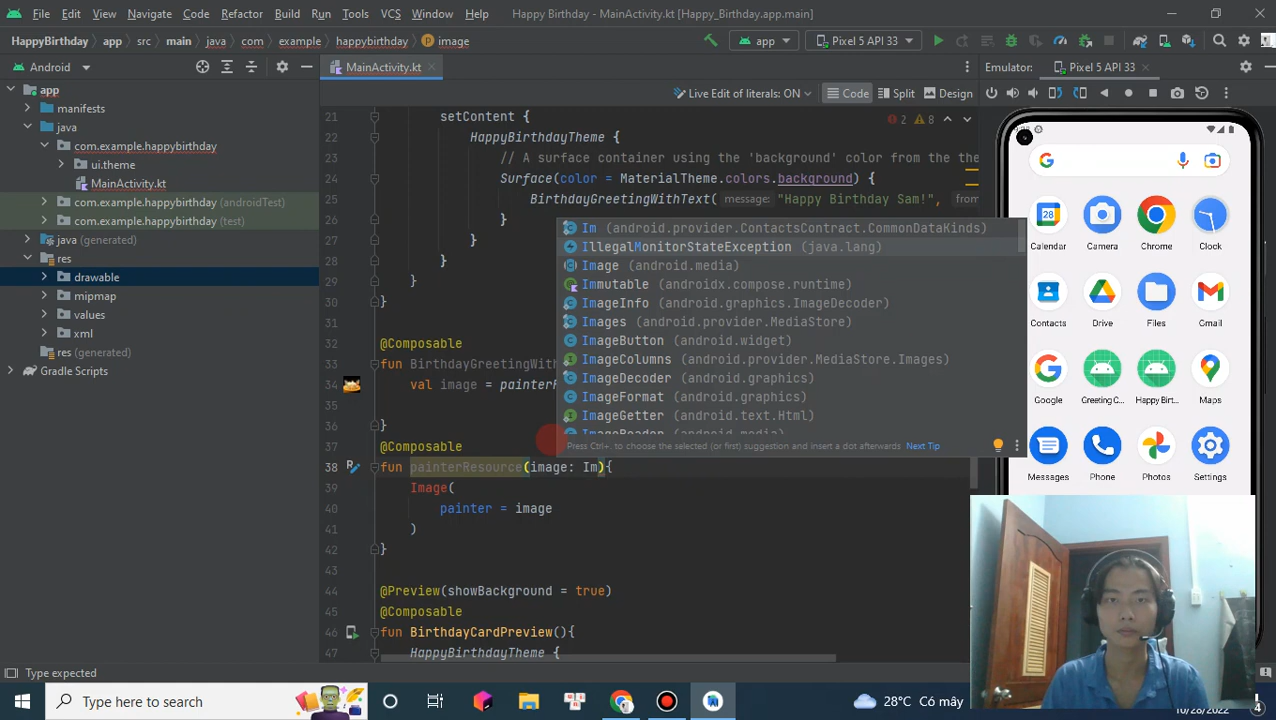 File Edit View Navigate Code Refactor Build Run Tools VCS Window Help Happy Birthday - MainActivity.kt [Happy_Birthday.app.main]
HappyBirthday app src main java com example happybirthday image app Pixel 5 API 33
Android MainActivity.kt Emulator: Pixel 5 API 33
Live Edit of literals: ON Code Split Design
app
manifests
java
com.example.happybirthday
ui.theme
MainActivity.kt
com.example.happybirthday (androidTest)
com.example.happybirthday (test)
java (generated)
res
drawable
mipmap
values
xml
res (generated)
Gradle Scripts
2 8
21 setContent {
22 HappyBirthdayTheme {
23 // A surface container using the 'background' color from the the
24 Surface(color = MaterialTheme.colors.background) {
25 BirthdayGreetingWithText( message: "Happy Birthday Sam!", from:
26 }
27 }
28 }
29 }
30 }
31
32 @Composable
33 fun BirthdayGreetingWith
34 val image = painterR
35
36 }
37 @Composable
38 fun painterResource(image: Im){
39 Image(
40 painter = image
41 )
42 }
43
44 @Preview(showBackground = true)
45 @Composable
46 fun BirthdayCardPreview(){
47 HappyBirthdayTheme {
Im (android.provider.ContactsContract.CommonDataKinds)
IllegalMonitorStateException (java.lang)
Image (android.media)
Immutable (androidx.compose.runtime)
ImageInfo (android.graphics.ImageDecoder)
Images (android.provider.MediaStore)
ImageButton (android.widget)
ImageColumns (android.provider.MediaStore.Images)
ImageDecoder (android.graphics)
ImageFormat (android.graphics)
ImageGetter (android.text.Html)
ImageReader (android.media)
Press Ctrl+. to choose the selected (or first) suggestion and insert a dot afterwards Next Tip
G
28
Calendar Camera Chrome Clock
Contacts Drive Files Gmail
Google Greeting C... Happy Birt... Maps
Messages Phone Photos Settings
Type expected
Type here to search 28°C Có mây
10/28/2022 4